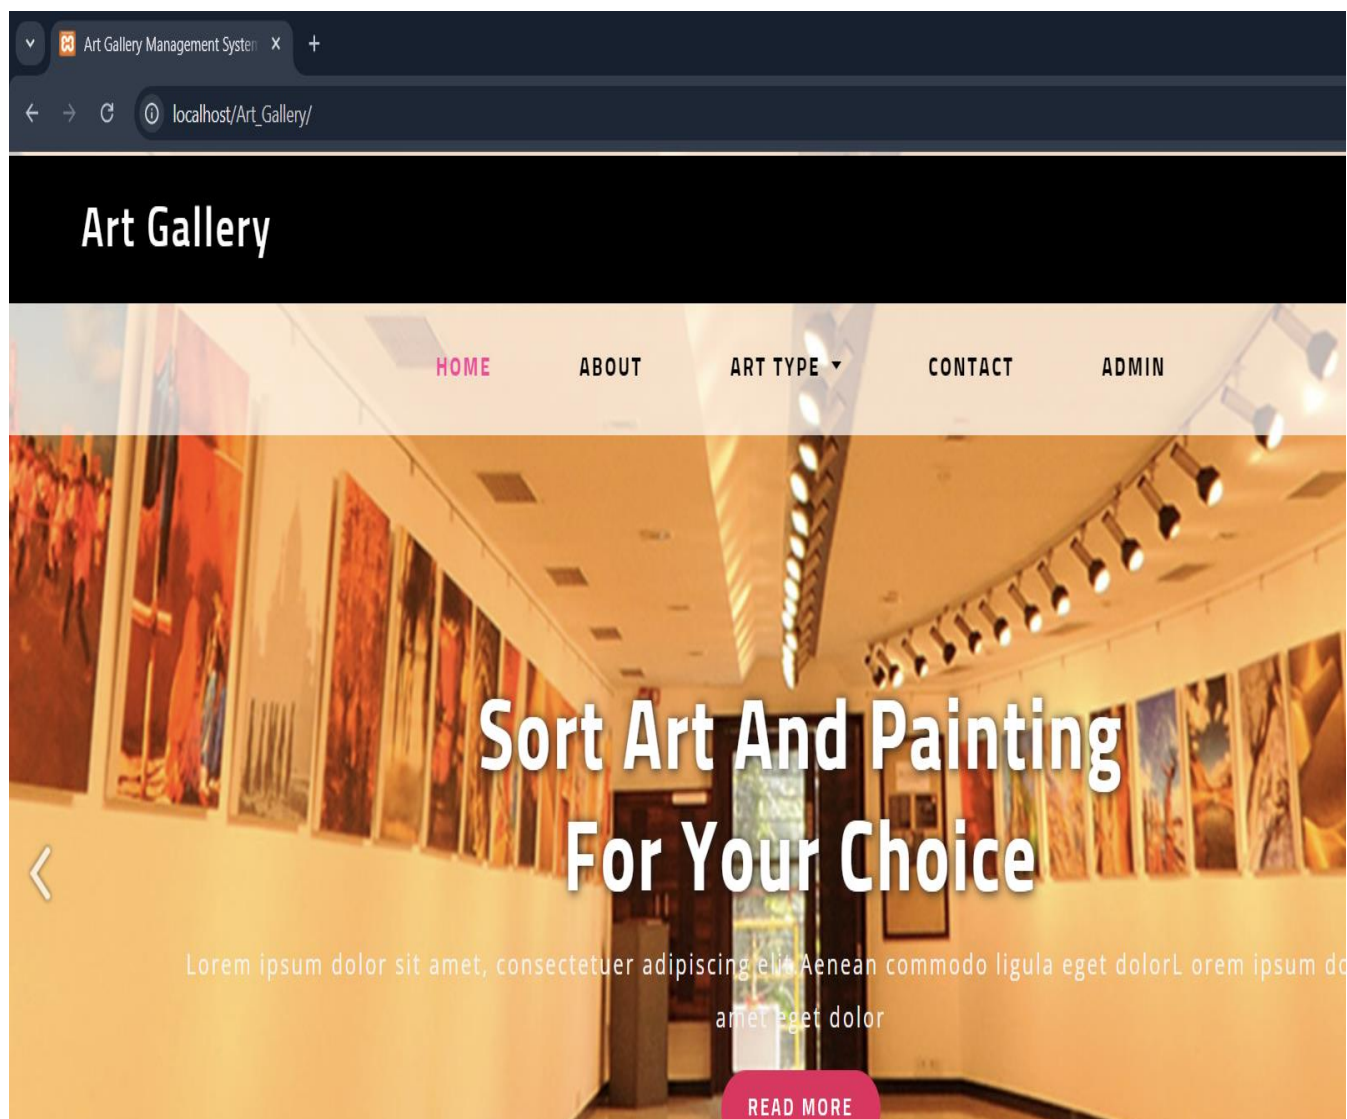 Art Gallery Management System
localhost/Art_Gallery/
Art Gallery
HOME ABOUT ART TYPE CONTACT ADMIN
Sort Art And Painting
For Your Choice
Lorem ipsum dolor sit amet, consectetuer adipiscing elit Aenean commodo ligula eget dolorL orem ipsum do
amet eget dolor
READ MORE